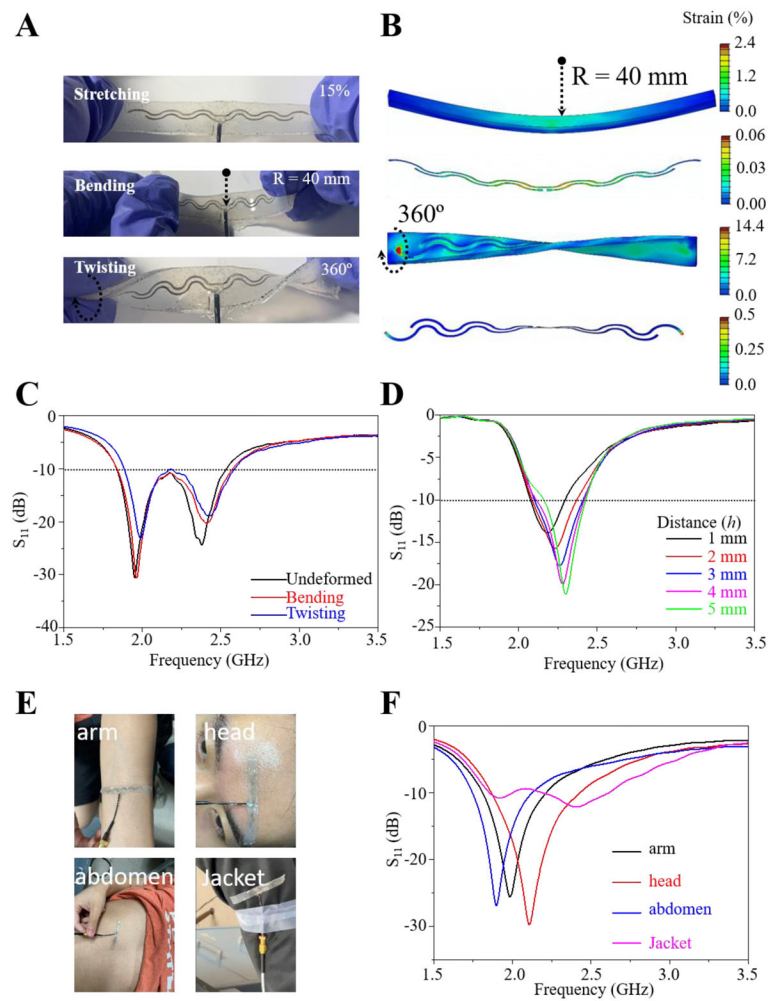 A
Stretching
15%
Bending
R = 40 mm
Twisting
360º
B
Strain (%)
R = 40 mm
2.4
1.2
0.0
0.06
0.03
0.00
360º
14.4
7.2
0.0
0.5
0.25
0.0
C
0
-10
-20
-30
-40
S11 (dB)
1.5
2.0
2.5
3.0
3.5
Frequency (GHz)
Undeformed
Bending
Twisting
D
0
-5
-10
-15
-20
-25
S11 (dB)
1.5
2.0
2.5
3.0
3.5
Frequency (GHz)
Distance (h)
1 mm
2 mm
3 mm
4 mm
5 mm
E
arm
head
abdomen
Jacket
F
0
-10
-20
-30
S11 (dB)
1.5
2.0
2.5
3.0
3.5
Frequency (GHz)
arm
head
abdomen
Jacket